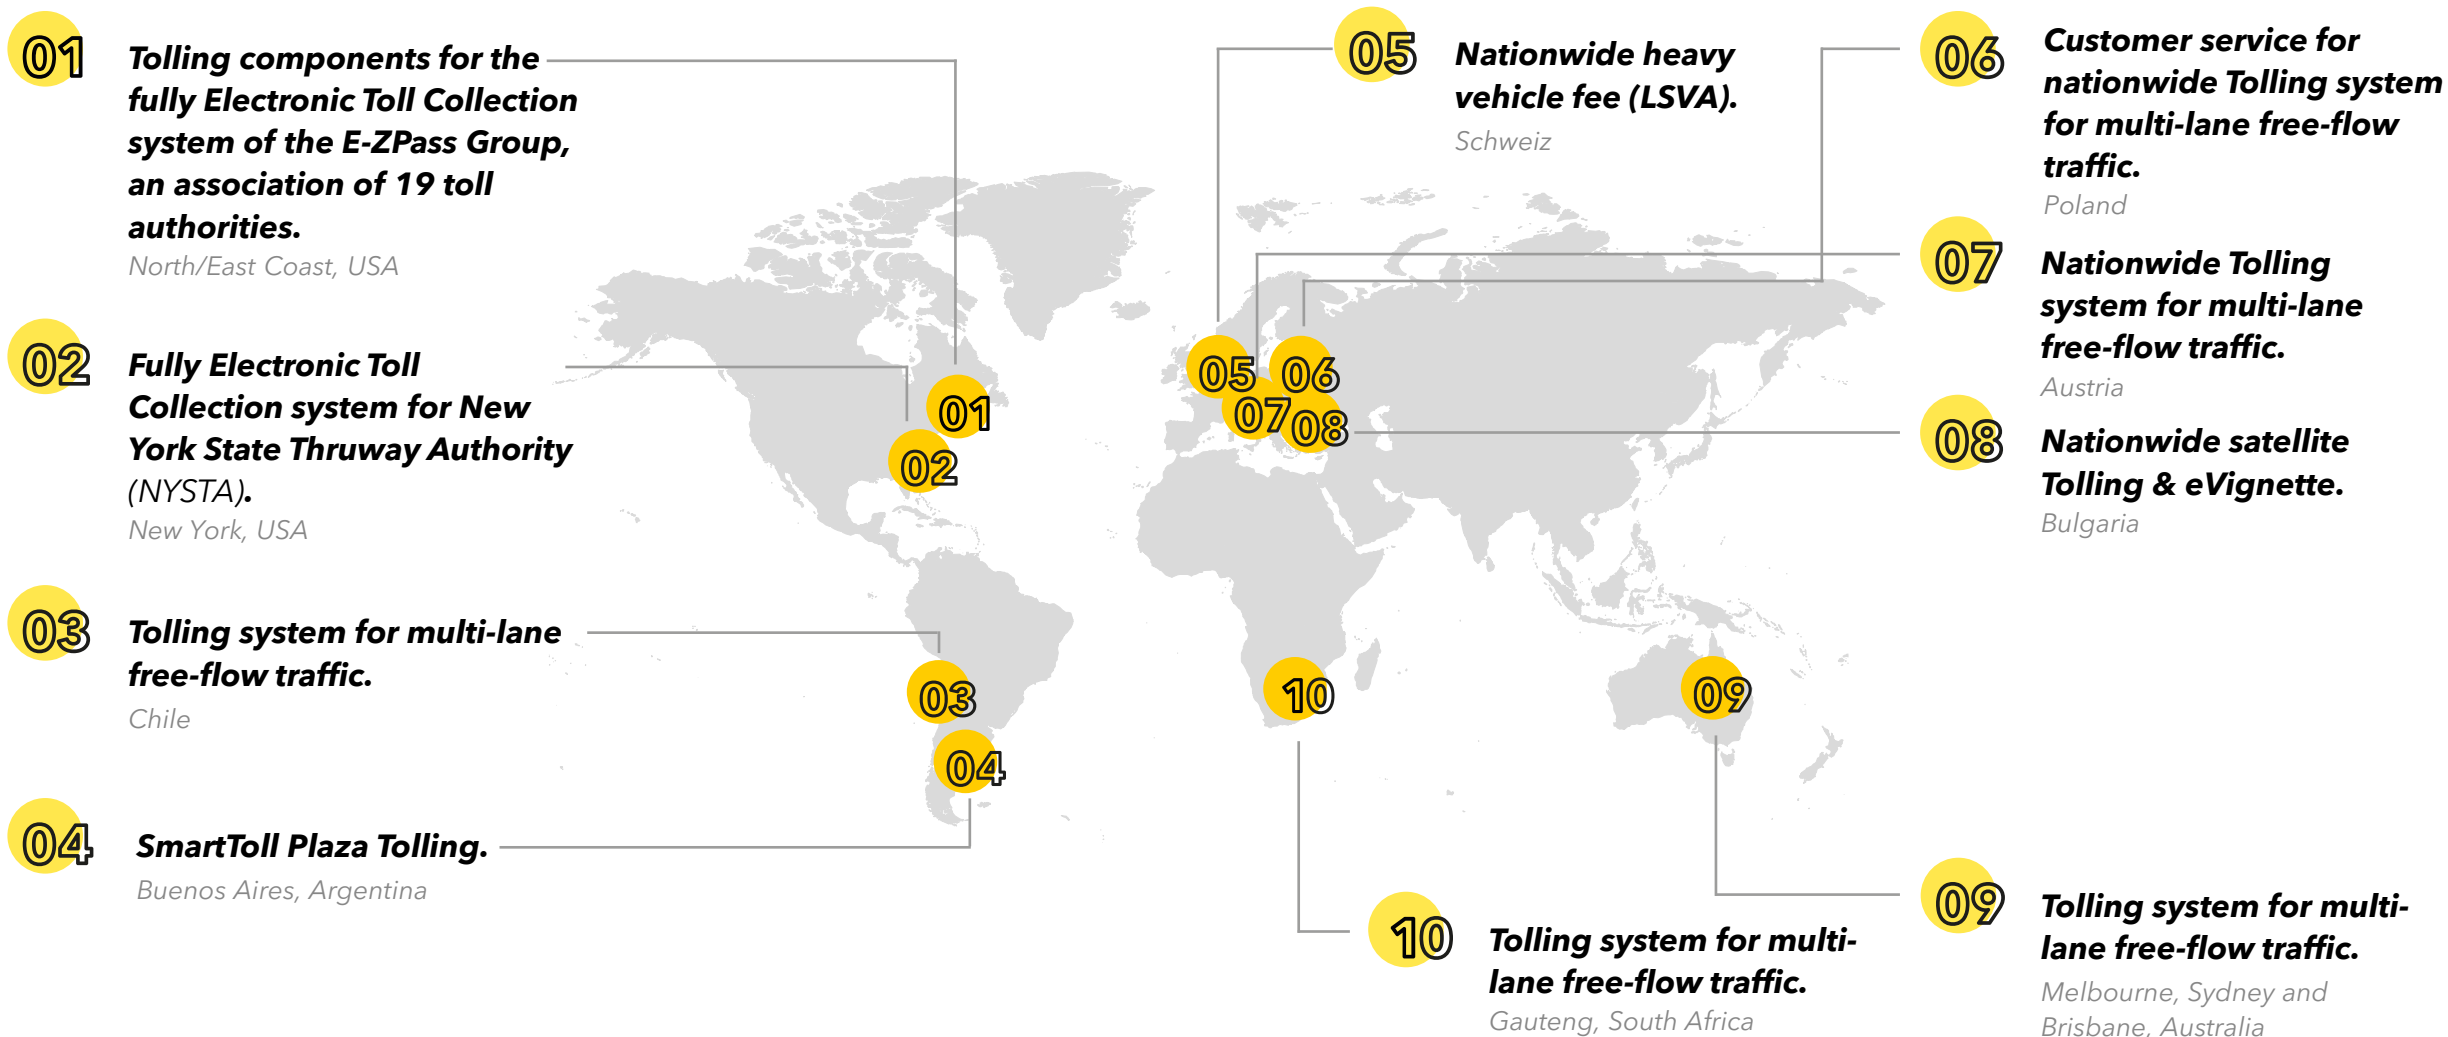 01
Tolling components for the
fully Electronic Toll Collection
system of the E-ZPass Group,
an association of 19 toll
authorities.
North/East Coast, USA
02
Fully Electronic Toll
Collection system for New
York State Thruway Authority
(NYSTA).
New York, USA
03
Tolling system for multi-lane
free-flow traffic.
Chile
04
SmartToll Plaza Tolling.
Buenos Aires, Argentina
05
Nationwide heavy
vehicle fee (LSVA).
Schweiz
06
Customer service for
nationwide Tolling system
for multi-lane free-flow
traffic.
Poland
07
Nationwide Tolling
system for multi-lane
free-flow traffic.
Austria
08
Nationwide satellite
Tolling & eVignette.
Bulgaria
01
02
03
04
05
06
07
08
10
09
10
Tolling system for multi-
lane free-flow traffic.
Gauteng, South Africa
09
Tolling system for multi-
lane free-flow traffic.
Melbourne, Sydney and
Brisbane, Australia